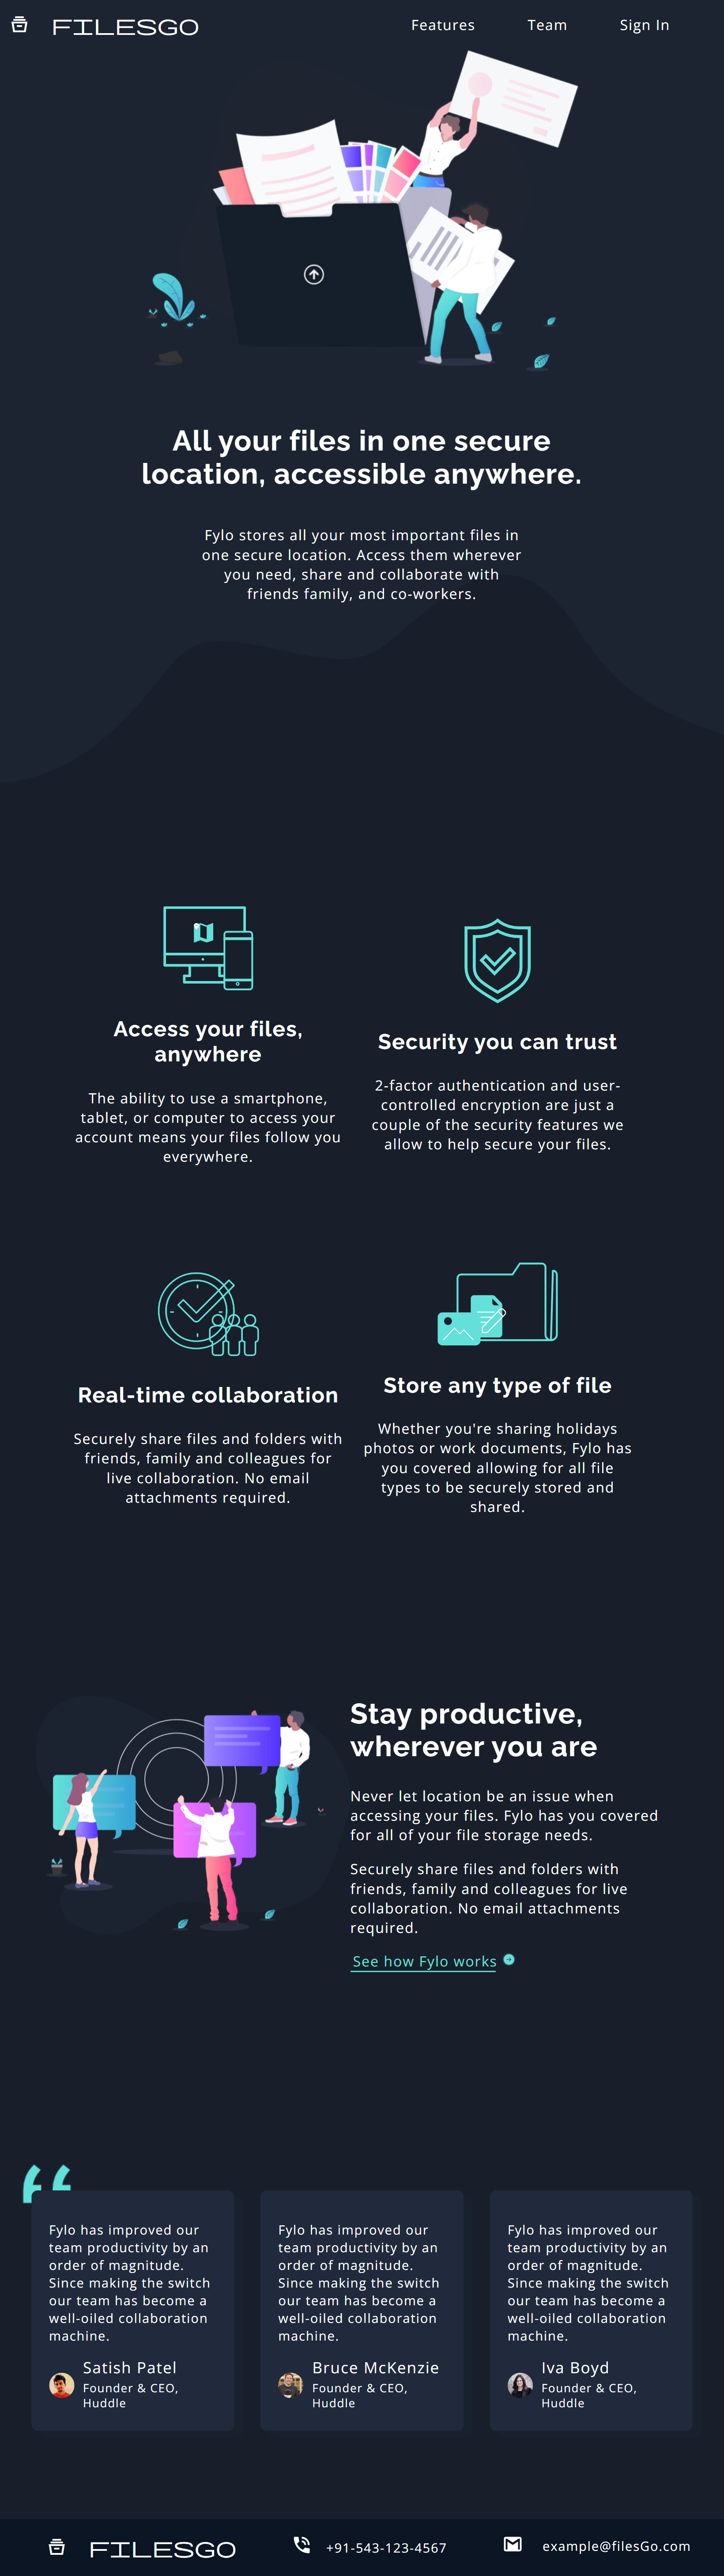 FILESGO
Features
Team
Sign In
All your files in one secure
location, accessible anywhere.
Fylo stores all your most important files in
one secure location. Access them wherever
you need, share and collaborate with
friends family, and co-workers.
Access your files,
anywhere
The ability to use a smartphone,
tablet, or computer to access your
account means your files follow you
everywhere.
Security you can trust
2-factor authentication and user-
controlled encryption are just a
couple of the security features we
allow to help secure your files.
Real-time collaboration
Securely share files and folders with
friends, family and colleagues for
live collaboration. No email
attachments required.
Store any type of file
Whether you're sharing holidays
photos or work documents, Fylo has
you covered allowing for all file
types to be securely stored and
shared.
Stay productive,
wherever you are
Never let location be an issue when
accessing your files. Fylo has you covered
for all of your file storage needs.
Securely share files and folders with
friends, family and colleagues for live
collaboration. No email attachments
required.
See how Fylo works
Fylo has improved our
team productivity by an
order of magnitude.
Since making the switch
our team has become a
well-oiled collaboration
machine.
Satish Patel
Founder & CEO,
Huddle
Fylo has improved our
team productivity by an
order of magnitude.
Since making the switch
our team has become a
well-oiled collaboration
machine.
Bruce McKenzie
Founder & CEO,
Huddle
Fylo has improved our
team productivity by an
order of magnitude.
Since making the switch
our team has become a
well-oiled collaboration
machine.
Iva Boyd
Founder & CEO,
Huddle
FILESGO
+91-543-123-4567
example@filesGo.com